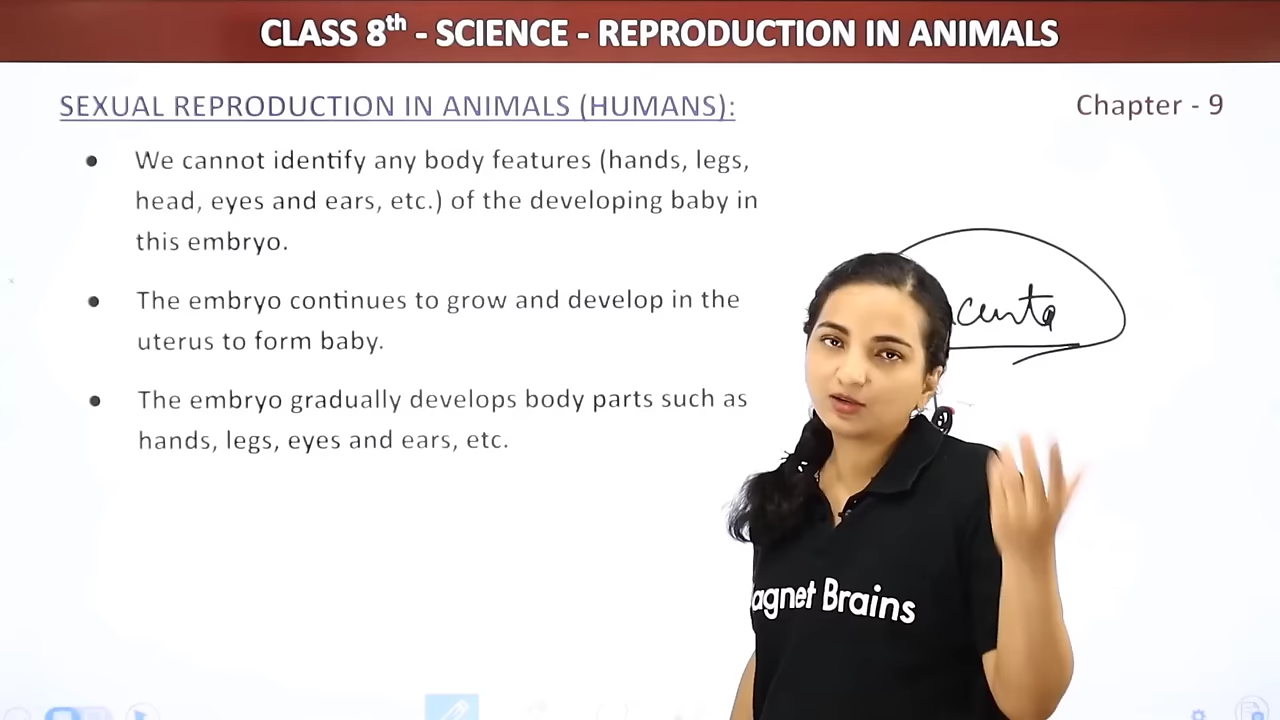 CLASS 8th - SCIENCE - REPRODUCTION IN ANIMALS
SEXUAL REPRODUCTION IN ANIMALS (HUMANS):
Chapter - 9
• We cannot identify any body features (hands, legs,
head, eyes and ears, etc.) of the developing baby in
this embryo.
• The embryo continues to grow and develop in the
uterus to form baby.
• The embryo gradually develops body parts such as
hands, legs, eyes and ears, etc.
centa
agnet Brains